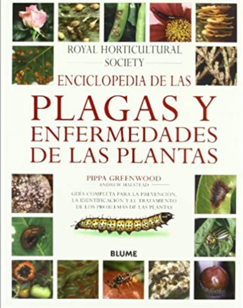 ROYAL HORTICULTURAL
SOCIETY
ENCICLOPEDIA DE LAS
PLAGAS Y
ENFERMEDADES
DE LAS PLANTAS
PIPPA GREENWOOD
ANDREW HALSTEAD
GUÍA COMPLETA PARA LA PREVENCIÓN,
LA IDENTIFICACIÓN Y EL TRATAMIENTO
DE LOS PROBLEMAS DE LAS PLANTAS
BLUME